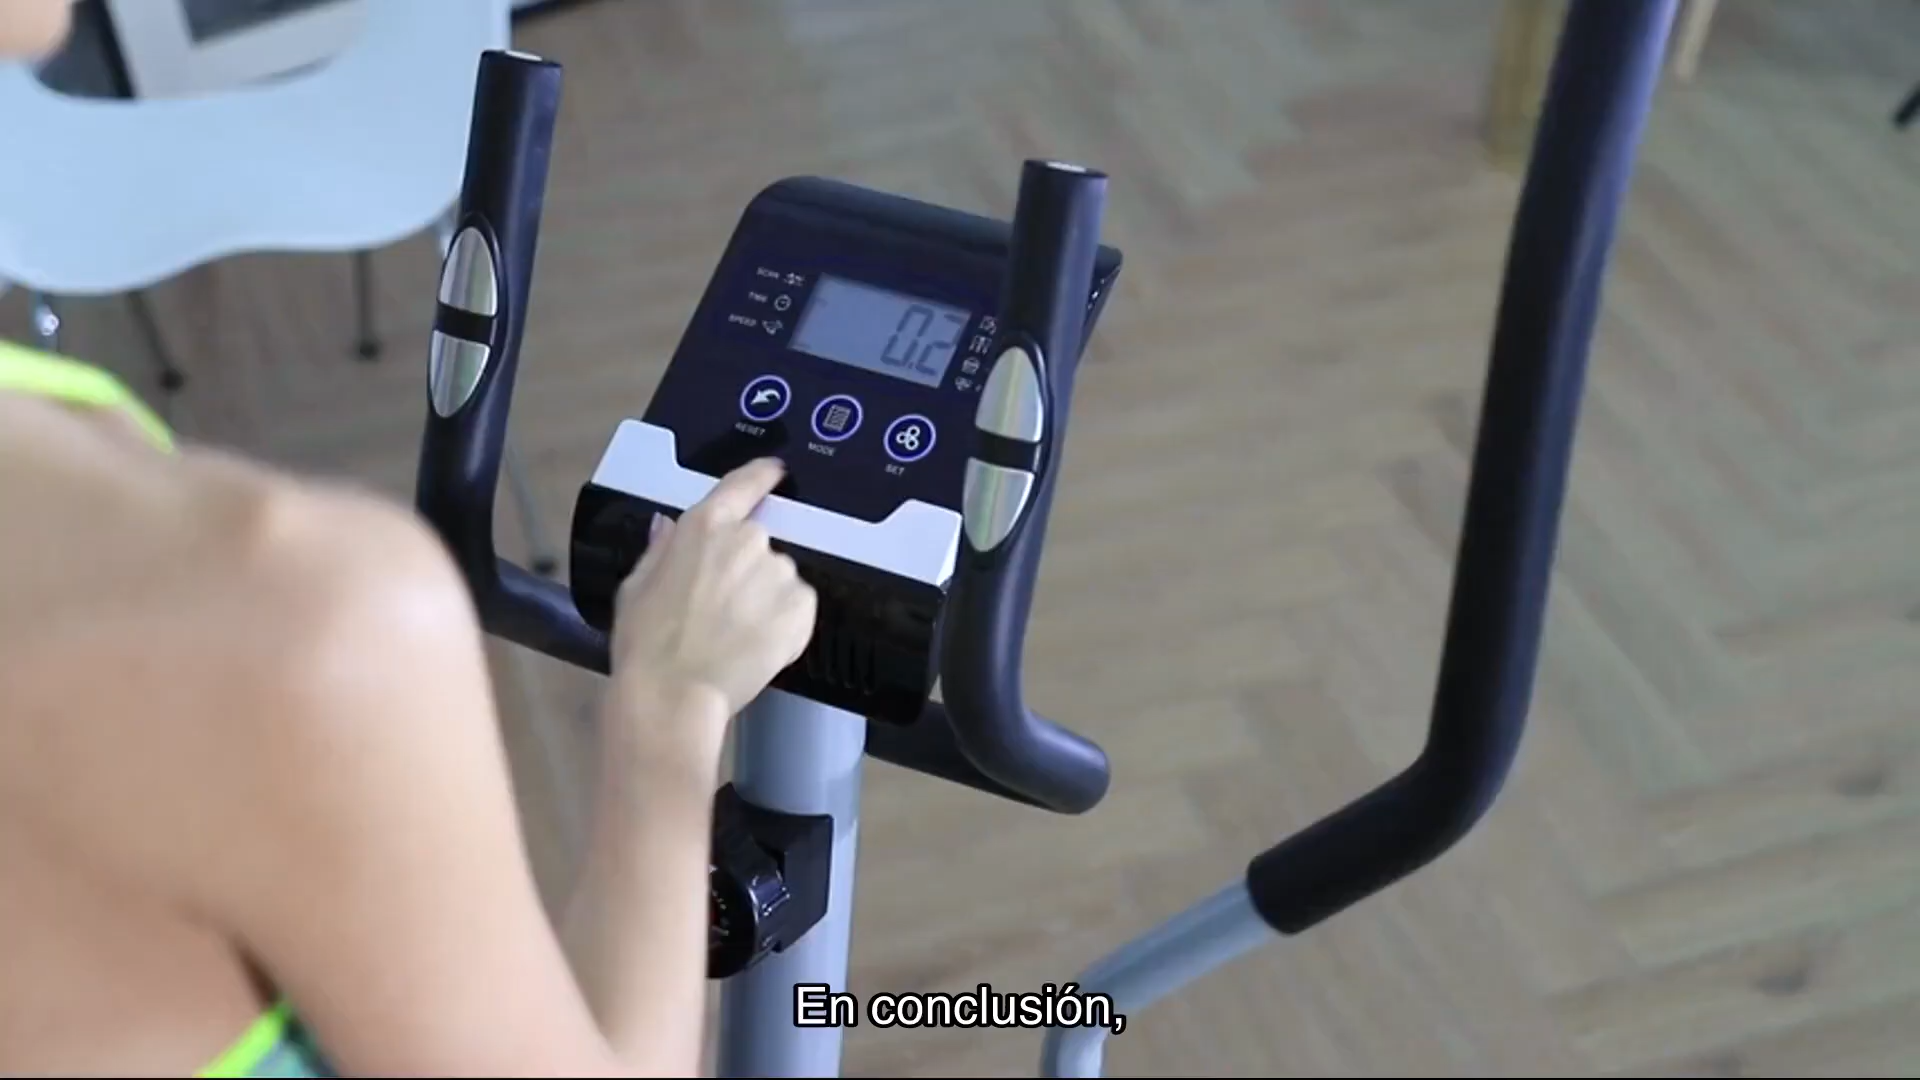 SCAN
TIME
SPEED
0.2
RESET
MODE
SET
En conclusión,